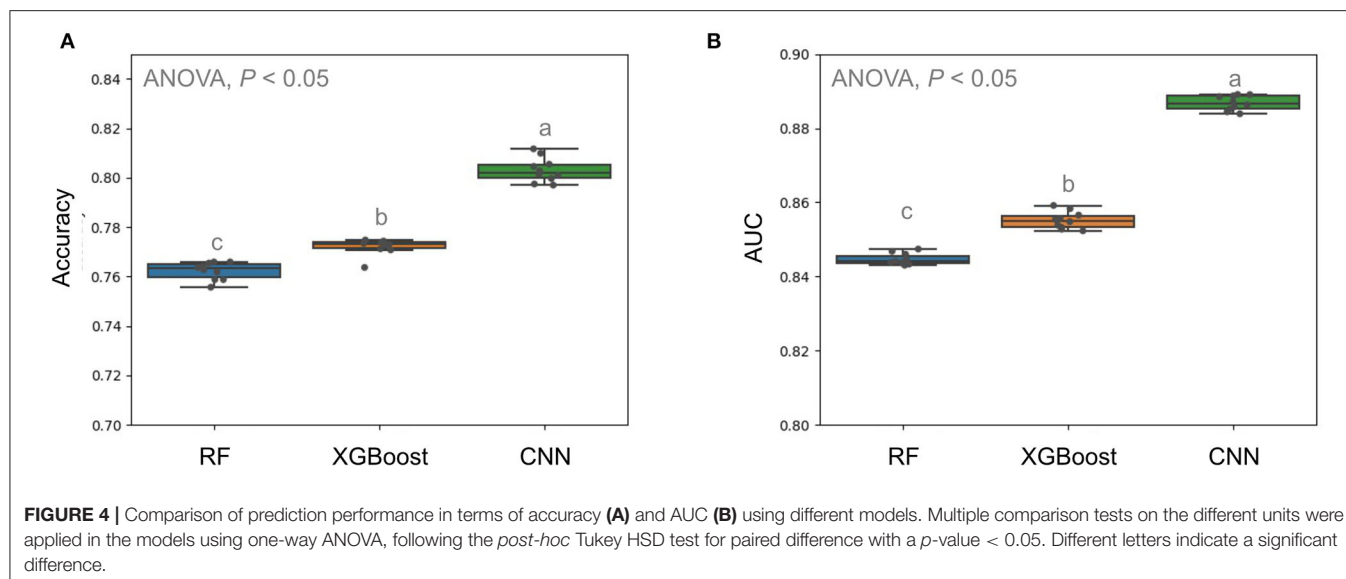 A
ANOVA, P < 0.05
0.84
0.82
0.80
0.78
0.76
0.74
0.72
0.70
Accuracy
c
b
a
RF XGBoost CNN
B
ANOVA, P < 0.05
0.90
0.88
0.86
0.84
0.82
0.80
AUC
c
b
a
RF XGBoost CNN
FIGURE 4 | Comparison of prediction performance in terms of accuracy (A) and AUC (B) using different models. Multiple comparison tests on the different units were
applied in the models using one-way ANOVA, following the post-hoc Tukey HSD test for paired difference with a p-value < 0.05. Different letters indicate a significant
difference.